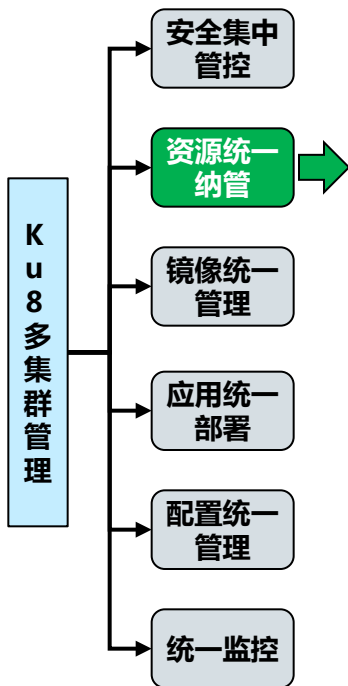 安全集中
管控
资源统一
纳管
Ku8多集群管理
镜像统一
管理
应用统一
部署
配置统一
管理
统一监控